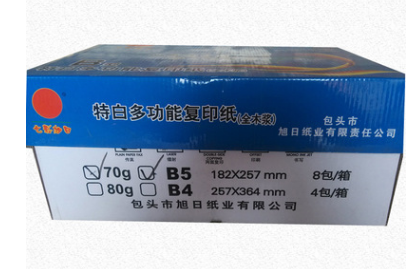 特白多功能复印纸(全木浆)
包头市
旭日纸业有限责任公司
70g B5 182X257 mm 8包/箱
80g B4 257X364 mm 4包/箱
包头市旭日纸业有限公司